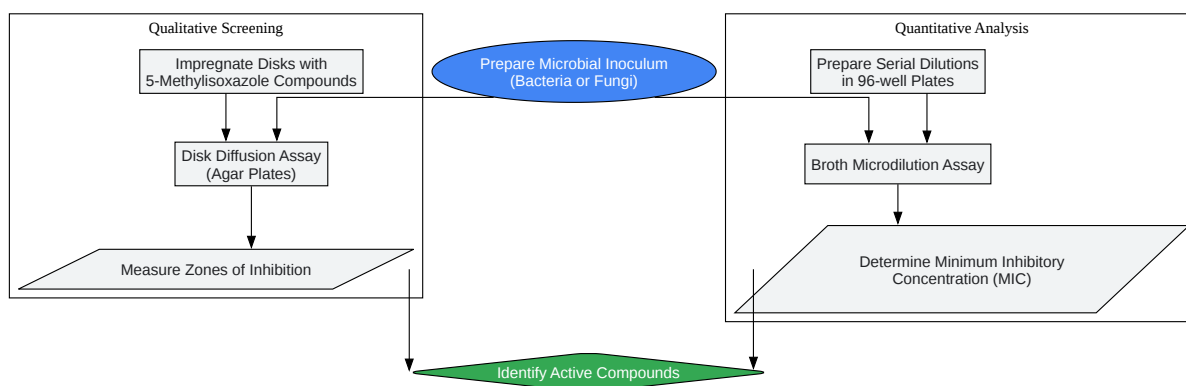 Qualitative Screening
Impregnate Disks with
5-Methylisoxazole Compounds
Disk Diffusion Assay
(Agar Plates)
Measure Zones of Inhibition
Prepare Microbial Inoculum
(Bacteria or Fungi)
Quantitative Analysis
Prepare Serial Dilutions
in 96-well Plates
Broth Microdilution Assay
Determine Minimum Inhibitory
Concentration (MIC)
Identify Active Compounds